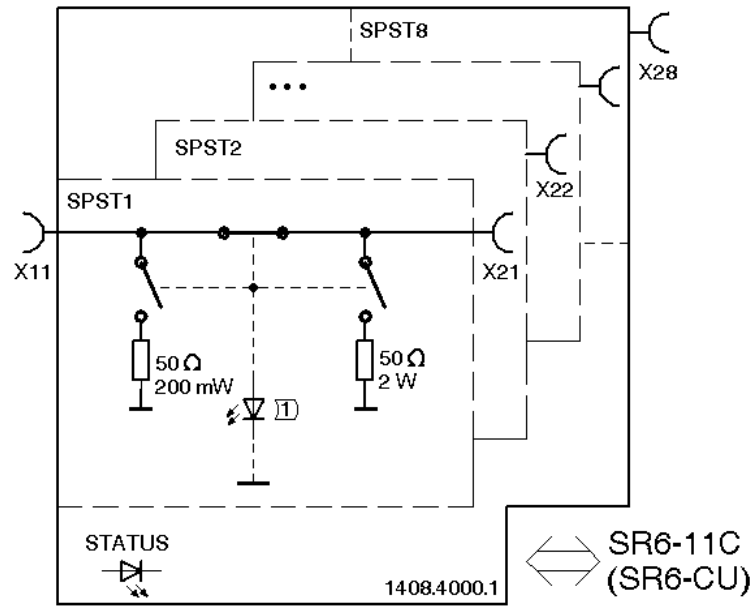 SPST8
X28
• • •
SPST2
X22
SPST1
X11
X21
50 Ω
200 mW
50 Ω
2 W
1
STATUS
1408.4000.1
SR6-11C
(SR6-CU)